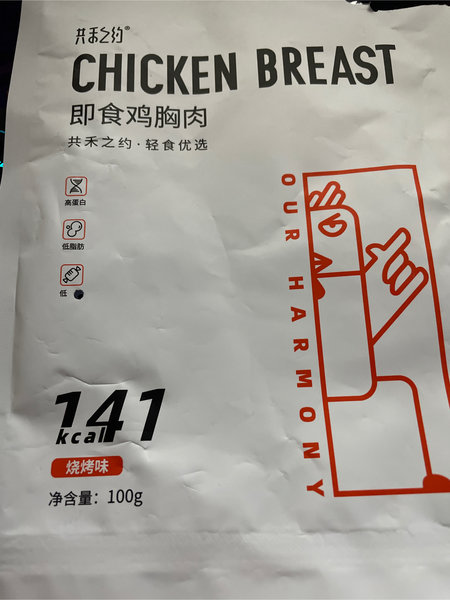 共禾之约®
CHICKEN BREAST
即食鸡胸肉
共禾之约·轻食优选
高蛋白
低脂肪
低
OUR HARMONY
141
kcal
烧烤味
净含量：100g